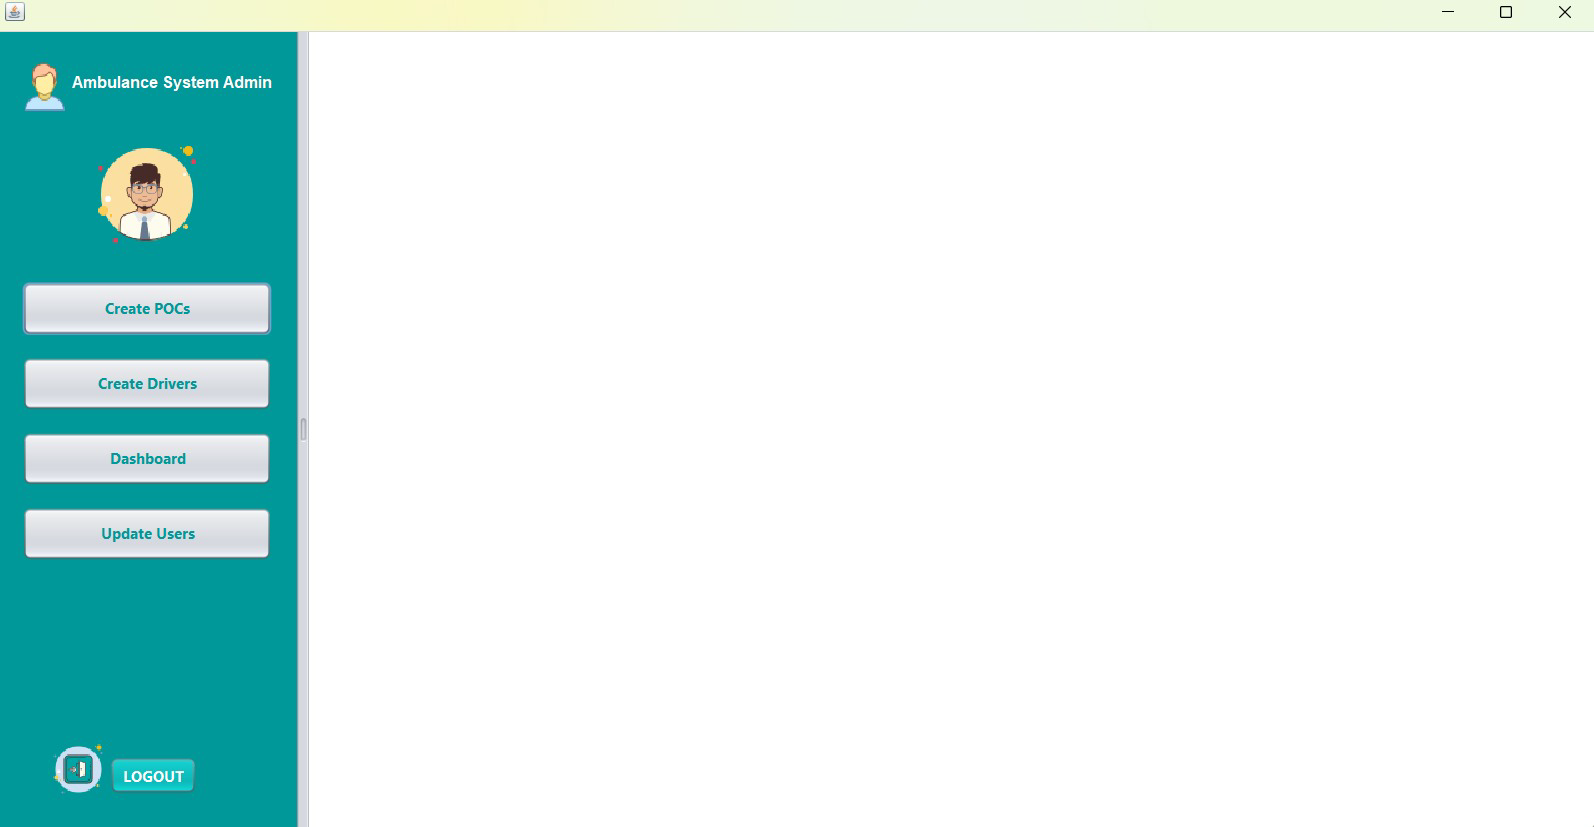 Ambulance System Admin
Create POCs
Create Drivers
Dashboard
Update Users
LOGOUT